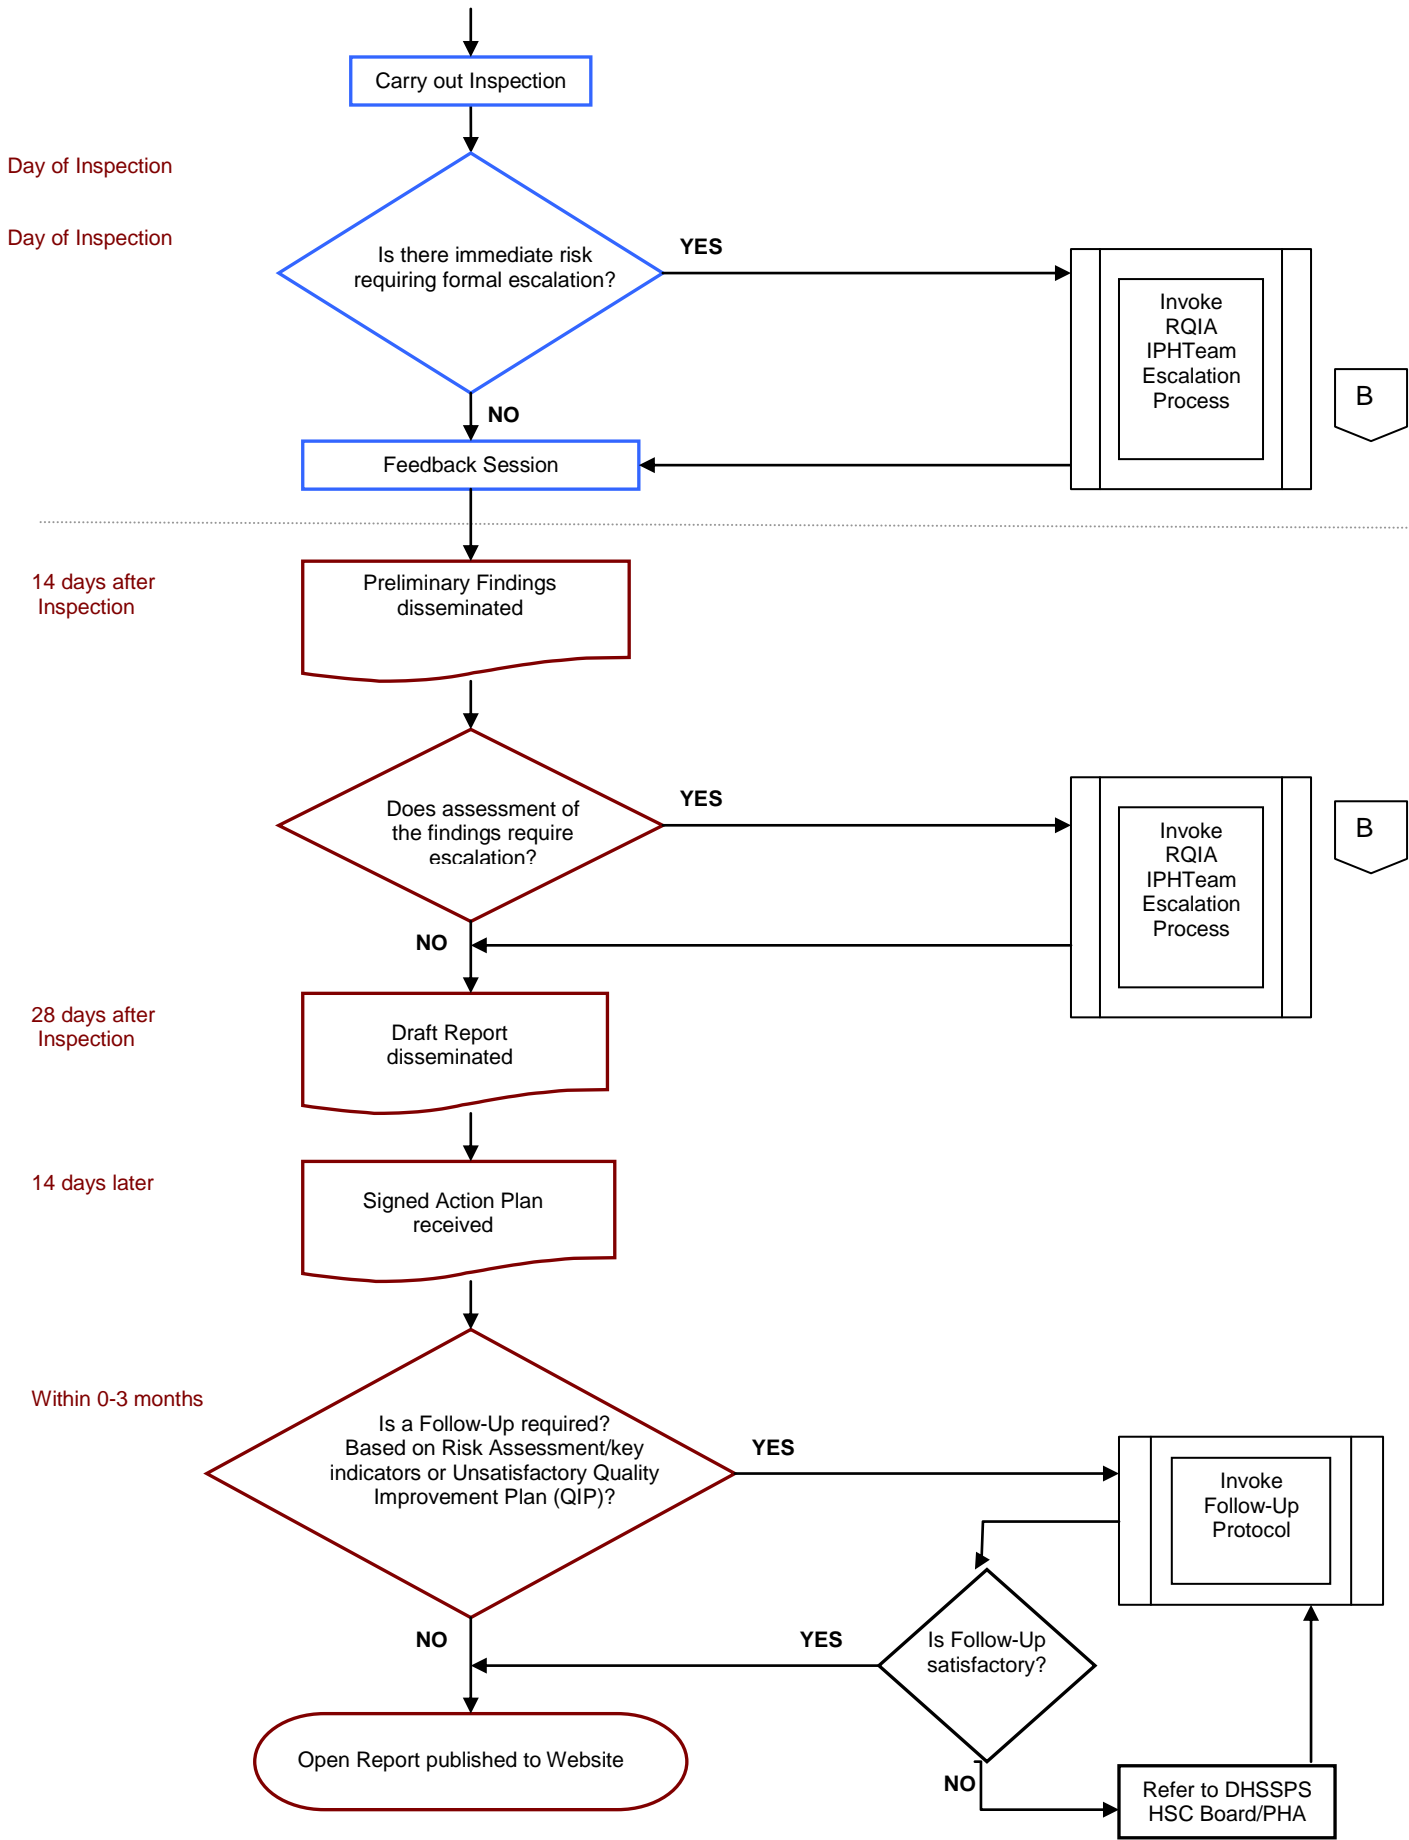 Carry out Inspection
Day of Inspection
Day of Inspection
Is there immediate risk
requiring formal escalation?
YES
Invoke
RQIA
IPHTeam
Escalation
Process
B
NO
Feedback Session
14 days after
Inspection
Preliminary Findings
disseminated
Does assessment of
the findings require
escalation?
YES
Invoke
RQIA
IPHTeam
Escalation
Process
B
NO
28 days after
Inspection
Draft Report
disseminated
14 days later
Signed Action Plan
received
Within 0-3 months
Is a Follow-Up required?
Based on Risk Assessment/key
indicators or Unsatisfactory Quality
Improvement Plan (QIP)?
YES
Invoke
Follow-Up
Protocol
NO
YES
Is Follow-Up
satisfactory?
Open Report published to Website
NO
Refer to DHSSPS
HSC Board/PHA